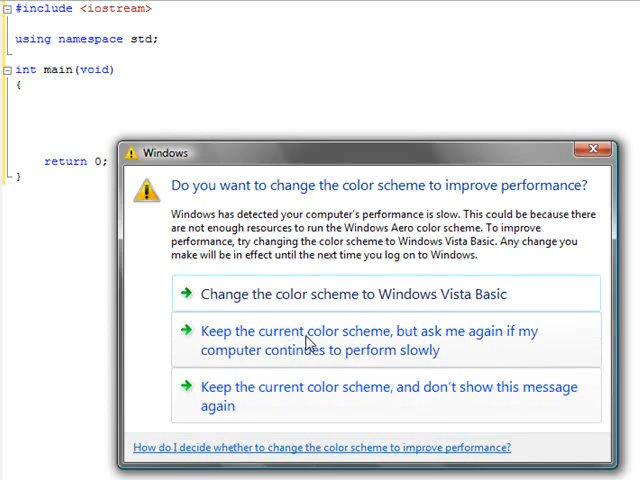 #include <iostream>
using namespace std;
int main(void)
{
return 0;
}
Windows
Do you want to change the color scheme to improve performance?
Windows has detected your computer's performance is slow. This could be because there
are not enough resources to run the Windows Aero color scheme. To improve
performance, try changing the color scheme to Windows Vista Basic. Any change you
make will be in effect until the next time you log on to Windows.
Change the color scheme to Windows Vista Basic
Keep the current color scheme, but ask me again if my
computer continues to perform slowly
Keep the current color scheme, and don't show this message
again
How do I decide whether to change the color scheme to improve performance?